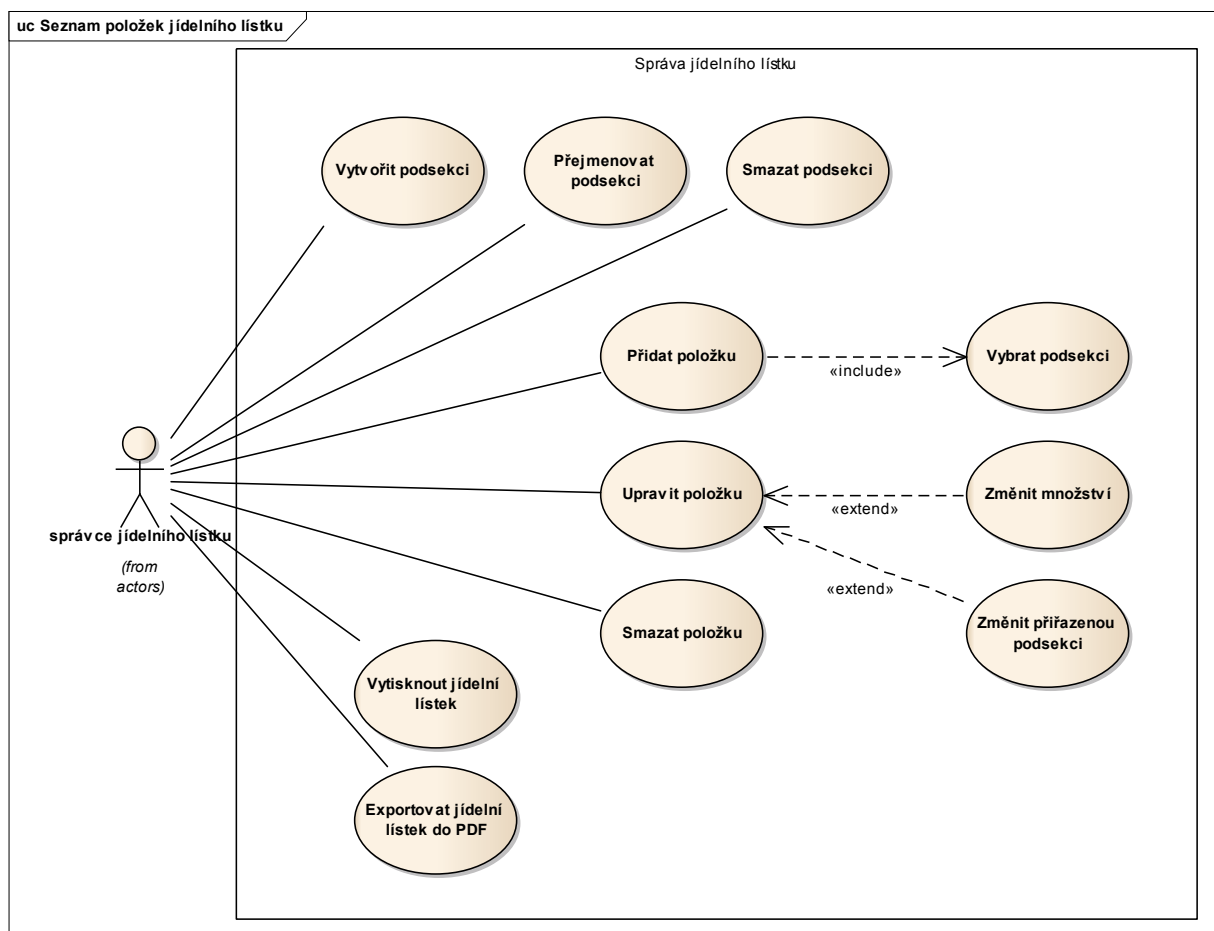 uc Seznam položek jídelního lístku
Správa jídelního lístku
Vytvořit podsekci
Přejmenovat
podsekci
Smazat podsekci
Přidat položku
«include»
Vybrat podsekci
Upravit položku
«extend»
Změnit množství
správce jídelního lístku
(from
actors)
«extend»
Smazat položku
Změnit přiřazenou
podsekci
Vytisknout jídelní
lístek
Exportovat jídelní
lístek do PDF